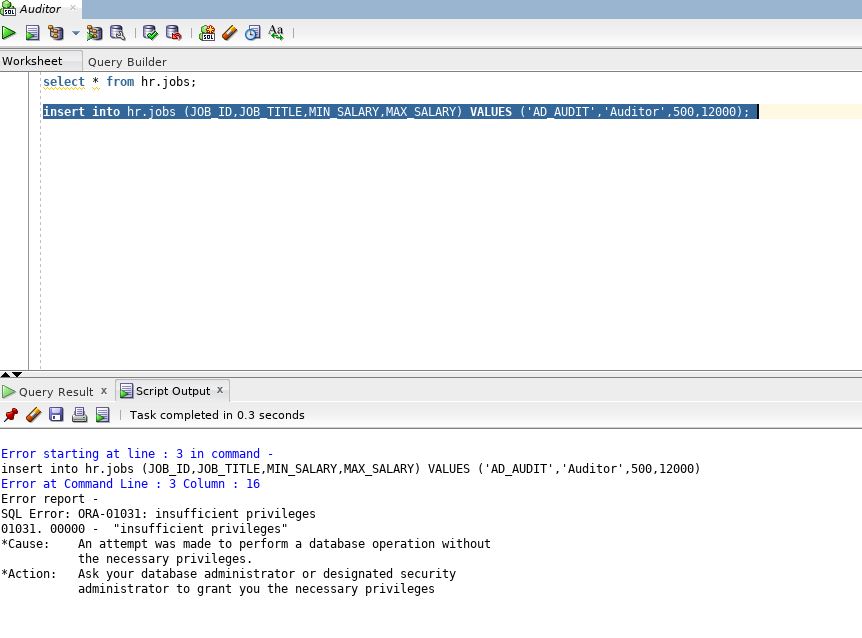 Auditor
Worksheet Query Builder
select * from hr.jobs;
insert into hr.jobs (JOB_ID,JOB_TITLE,MIN_SALARY,MAX_SALARY) VALUES ('AD_AUDIT','Auditor',500,12000);
Query Result x Script Output x
Task completed in 0.3 seconds
Error starting at line : 3 in command -
insert into hr.jobs (JOB_ID,JOB_TITLE,MIN_SALARY,MAX_SALARY) VALUES ('AD_AUDIT','Auditor',500,12000)
Error at Command Line : 3 Column : 16
Error report -
SQL Error: ORA-01031: insufficient privileges
01031. 00000 -  "insufficient privileges"
*Cause:    An attempt was made to perform a database operation without
           the necessary privileges.
*Action:   Ask your database administrator or designated security
           administrator to grant you the necessary privileges